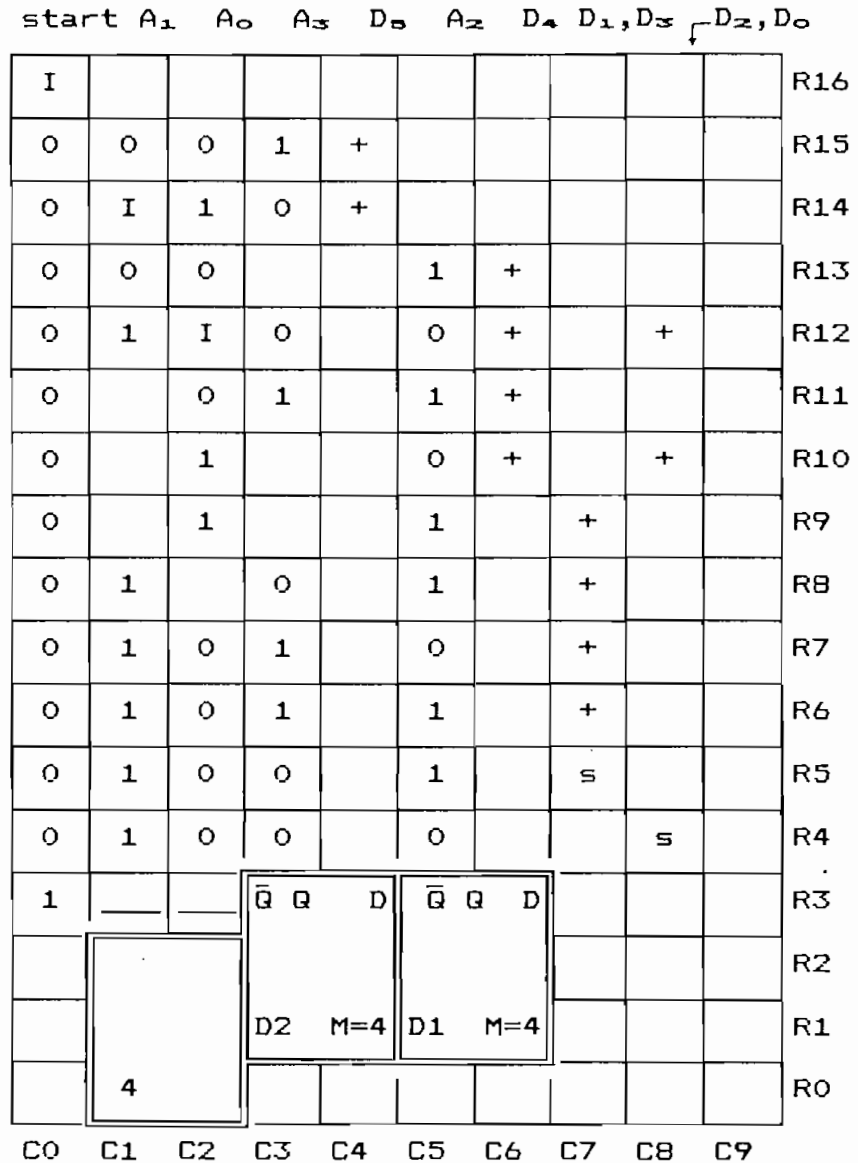 start A₁ A₀ A₃ D₅ A₂ D₄ D₁,D₃ D₂,D₀
I R16
0 0 0 1 + R15
0 I 1 0 + R14
0 0 0 1 + R13
0 1 I 0 0 + + R12
0 0 1 1 + R11
0 1 0 + + R10
0 1 1 + R9
0 1 0 1 + R8
0 1 0 1 0 + R7
0 1 0 1 1 + R6
0 1 0 0 1 s R5
0 1 0 0 0 s R4
1 Q̄ Q D Q̄ Q D R3
R2
D2 M=4 D1 M=4 R1
4 R0
C0 C1 C2 C3 C4 C5 C6 C7 C8 C9